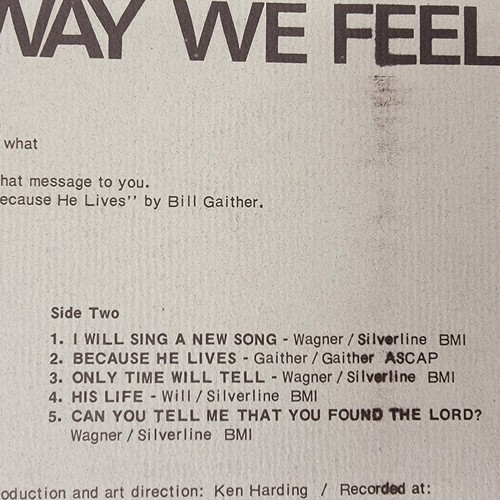 WAY WE FEEL
what
hat message to you.
ecause He Lives" by Bill Gaither.
Side Two
1. I WILL SING A NEW SONG - Wagner / Silverline BMI
2. BECAUSE HE LIVES - Gaither / Gaither ASCAP
3. ONLY TIME WILL TELL - Wagner / Silverline BMI
4. HIS LIFE - Will / Silverline BMI
5. CAN YOU TELL ME THAT YOU FOUND THE LORD?
Wagner / Silverline BMI
oduction and art direction: Ken Harding / Recorded at: